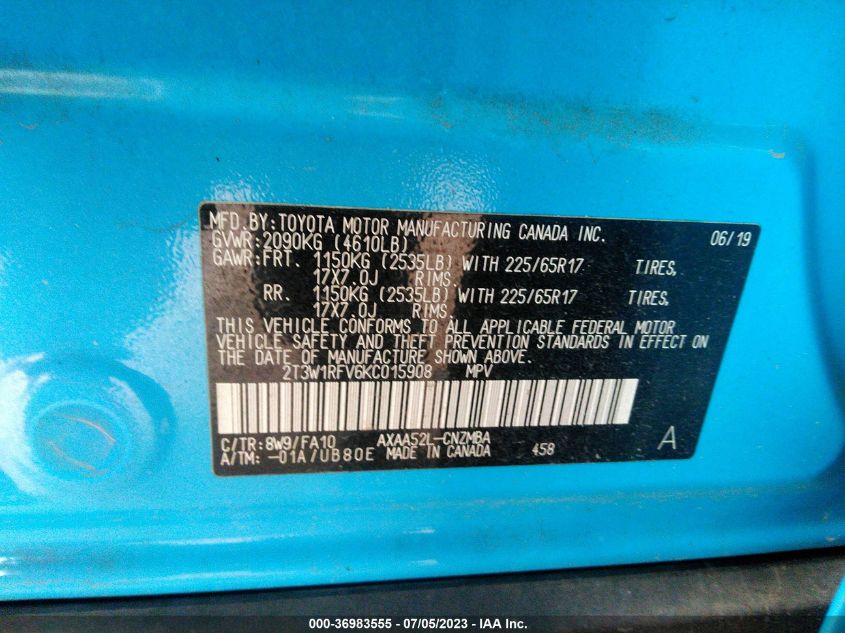 MFD.BY:TOYOTA MOTOR MANUFACTURING CANADA INC. 06/19
GVWR:2090KG (4610LB)
GAWR:FRT. 1150KG (2535LB) WITH 225/65R17 TIRES,
17X7.0J RIMS.
RR. 1150KG (2535LB) WITH 225/65R17 TIRES,
17X7.0J RIMS.
THIS VEHICLE CONFORMS TO ALL APPLICABLE FEDERAL MOTOR
VEHICLE SAFETY AND THEFT PREVENTION STANDARDS IN EFFECT ON
THE DATE OF MANUFACTURE SHOWN ABOVE.
2T3W1RFV6KC015908 MPV
C/TR:8W9/FA10 AXAA52L-CNZMBA A
A/TM: -01A/UB80E MADE IN CANADA 458
000-36983555 - 07/05/2023 - IAA Inc.